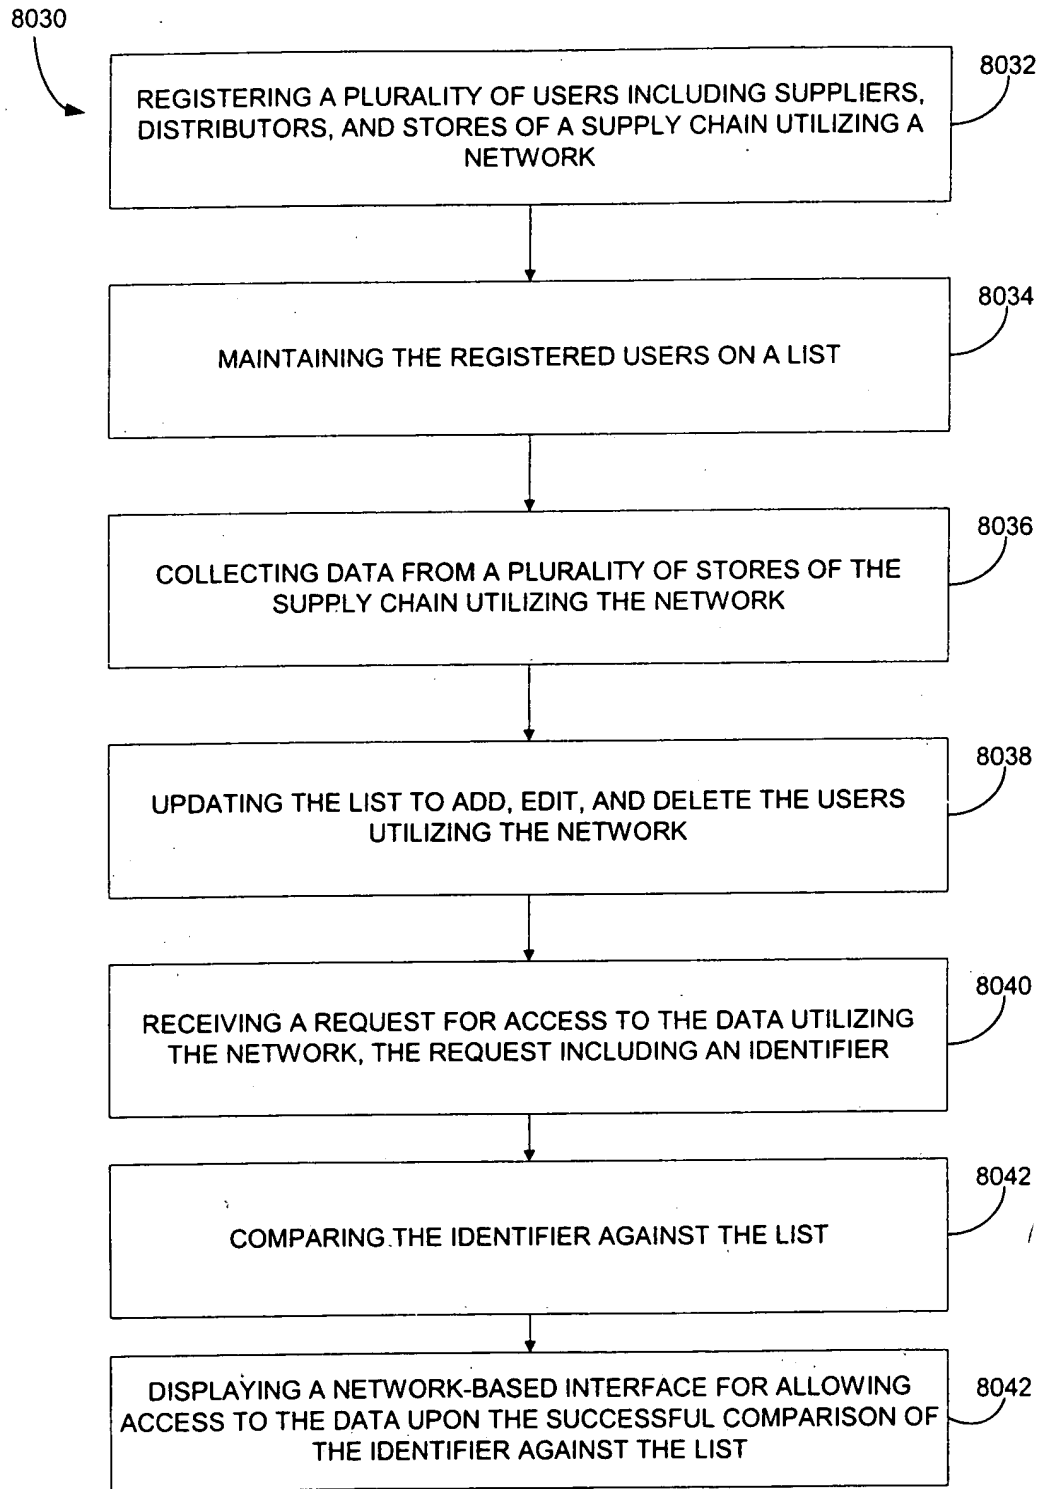 8030
8032
REGISTERING A PLURALITY OF USERS INCLUDING SUPPLIERS,
DISTRIBUTORS, AND STORES OF A SUPPLY CHAIN UTILIZING A
NETWORK
8034
MAINTAINING THE REGISTERED USERS ON A LIST
8036
COLLECTING DATA FROM A PLURALITY OF STORES OF THE
SUPPLY CHAIN UTILIZING THE NETWORK
8038
UPDATING THE LIST TO ADD, EDIT, AND DELETE THE USERS
UTILIZING THE NETWORK
8040
RECEIVING A REQUEST FOR ACCESS TO THE DATA UTILIZING
THE NETWORK, THE REQUEST INCLUDING AN IDENTIFIER
8042
COMPARING THE IDENTIFIER AGAINST THE LIST
8042
DISPLAYING A NETWORK-BASED INTERFACE FOR ALLOWING
ACCESS TO THE DATA UPON THE SUCCESSFUL COMPARISON OF
THE IDENTIFIER AGAINST THE LIST